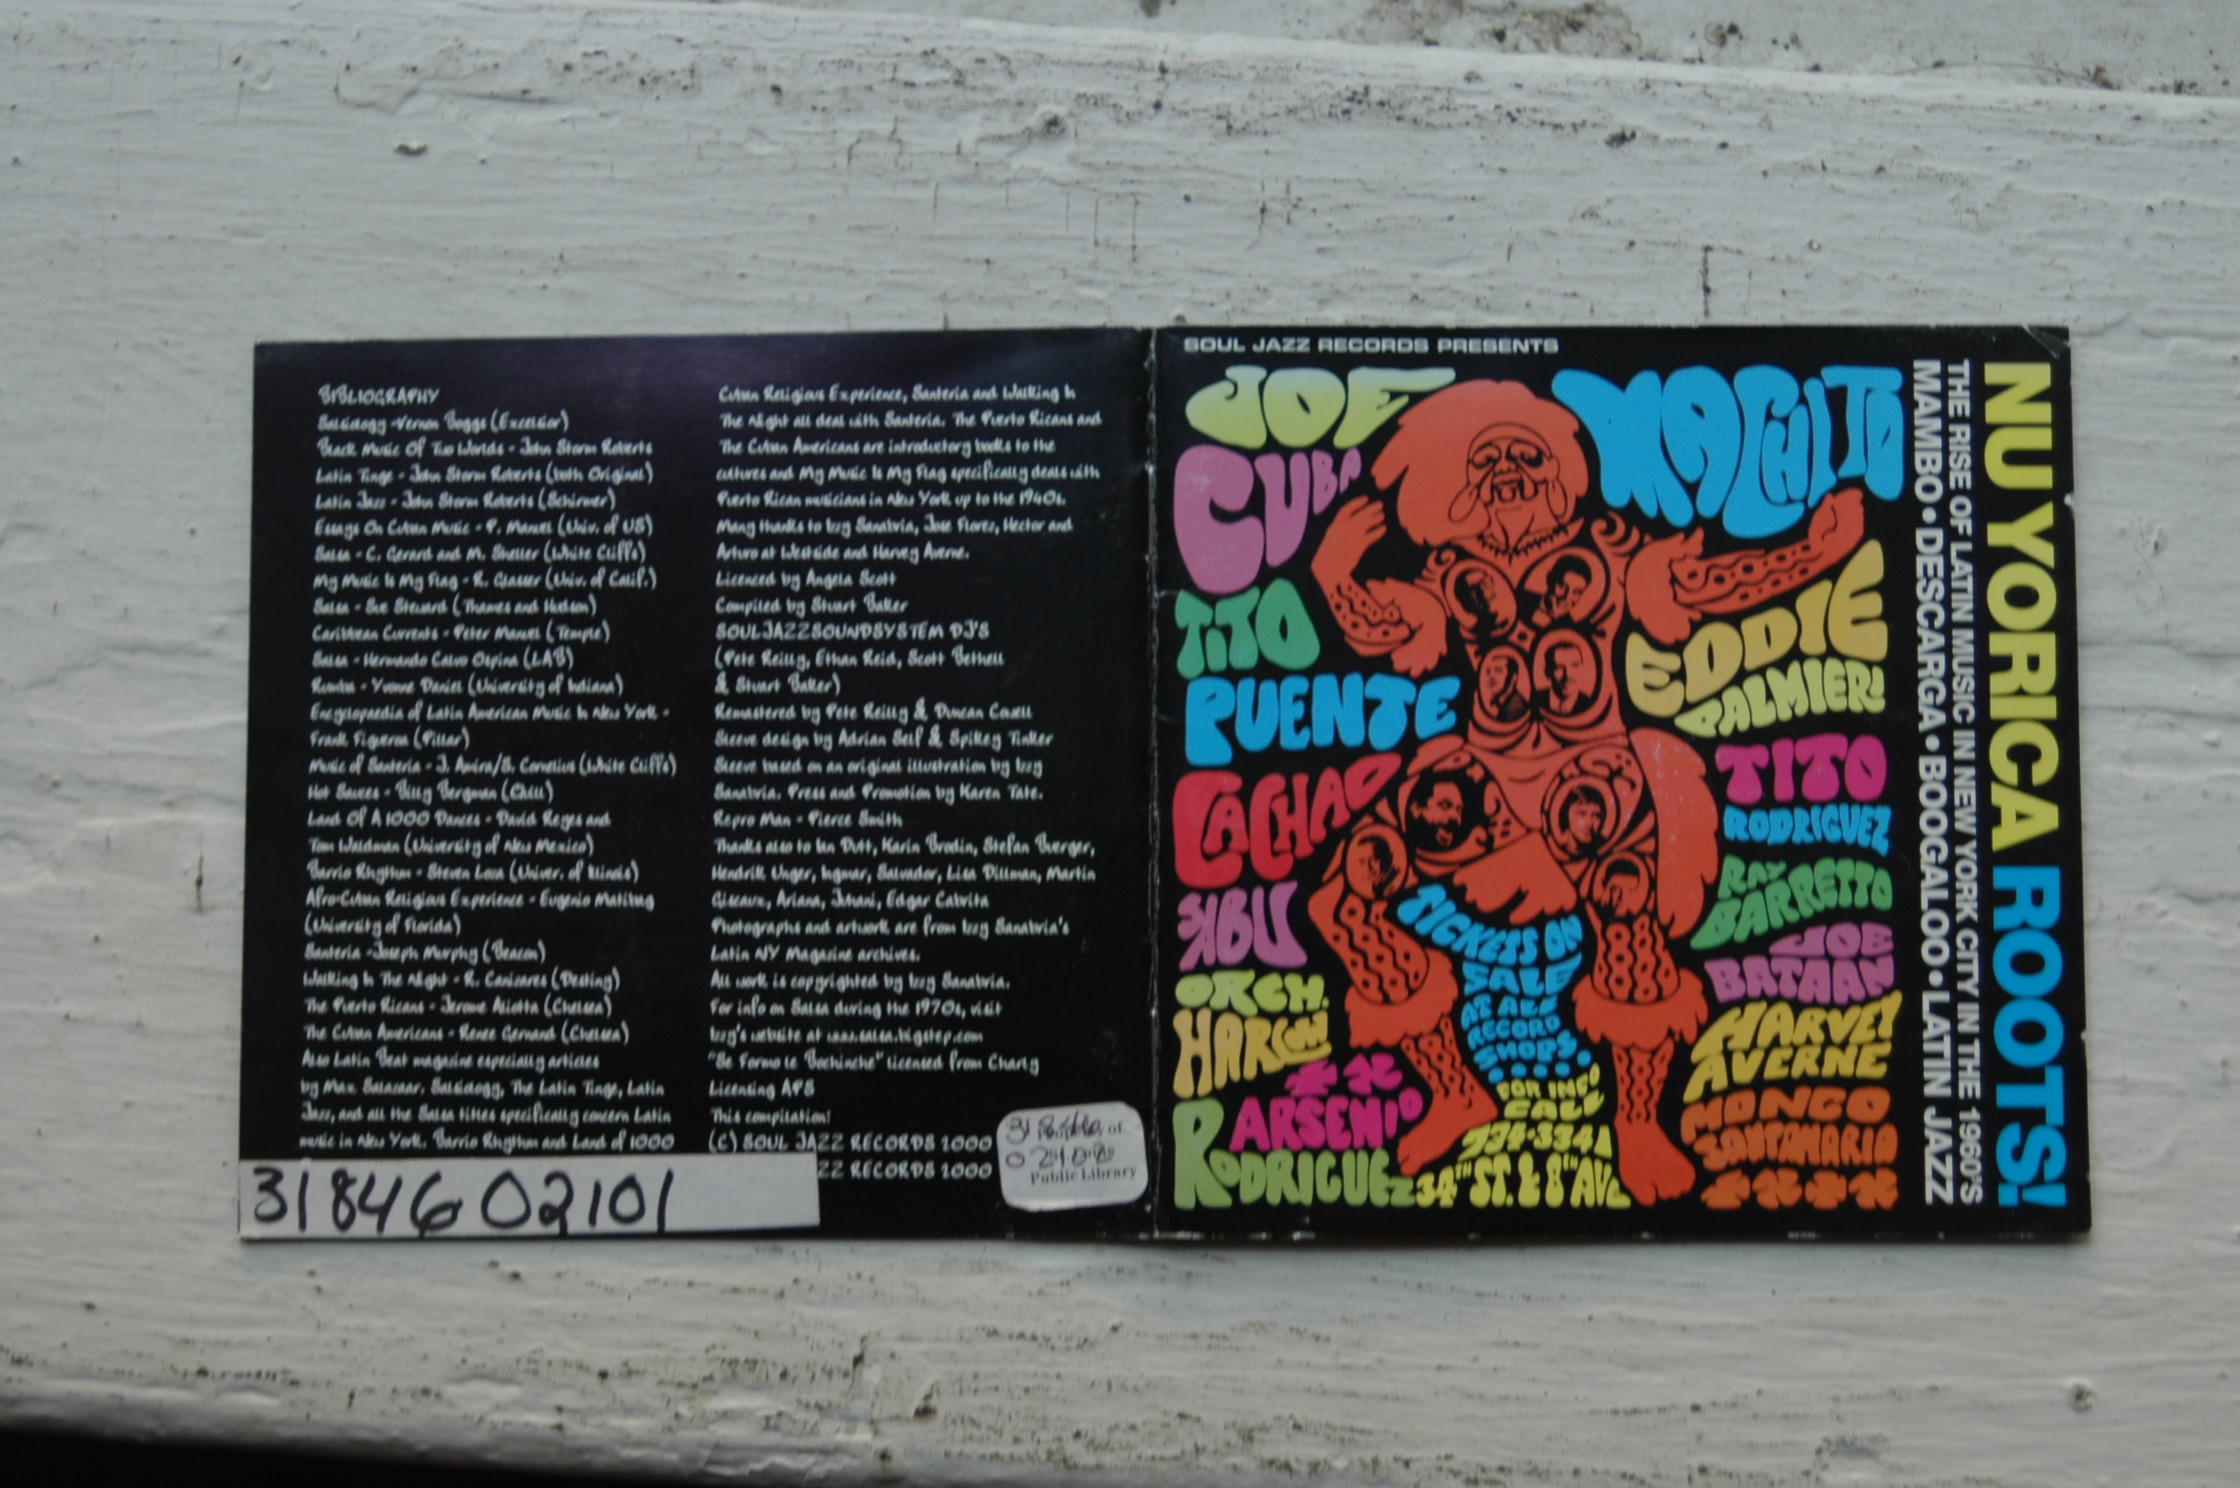 BIBLIOGRAPHY
Salsiology - Vernon Boggs (Excelsior)
Black Music Of Two Worlds - John Storm Roberts
Latin Tinge - John Storm Roberts (both Original)
Latin Jazz - John Storm Roberts (Schirmer)
Essays On Cuban Music - P. Manuel (Univ. of US)
Salsa - C. Gerard and M. Sheller (White Cliffs)
My Music Is My Flag - R. Glasser (Univ. of Calif.)
Salsa - Sue Steward (Thames and Hudson)
Caribbean Currents - Peter Manuel (Temple)
Salsa - Hernando Calvo Ospina (LAB)
Rumba - Yvonne Daniel (University of Indiana)
Encyclopaedia of Latin American Music In New York -
Frank Figueroa (Pillar)
Music of Santeria - J. Amira/S. Cornelius (White Cliffs)
Hot Sauces - Billy Bergman (Chill)
Land Of A 1000 Dances - David Reyes and
Tom Waldman (University of New Mexico)
Barrio Rhythm - Steven Loza (Univer. of Illinois)
Afro-Cuban Religious Experience - Eugenio Matibag
(University of Florida)
Santeria - Joseph Murphy (Beacon)
Walking In The Night - R. Canizares (Destiny)
The Puerto Ricans - Jerome Aliotta (Chelsea)
The Cuban Americans - Renee Gernand (Chelsea)
Also Latin Beat magazine especially articles
by Max Salazaar. Salsiology, The Latin Tinge, Latin
Jazz, and all the Salsa titles specifically concern Latin
music in New York. Barrio Rhythm and Land of 1000
31846 02101
Cuban Religious Experience, Santeria and Walking In
The Night all deal with Santeria. The Puerto Ricans and
The Cuban Americans are introductory books to the
cultures and My Music Is My Flag specifically deals with
Puerto Rican musicians in New York up to the 1940s.
Many thanks to Izzy Sanabria, Jose Florez, Hector and
Arturo at Westside and Harvey Averne.
Licenced by Angela Scott
Compiled by Stuart Baker
SOULJAZZSOUNDSYSTEM DJ'S
(Pete Reilly, Ethan Reid, Scott Bethell
& Stuart Baker)
Remastered by Pete Reilly & Duncan Cowell
Sleeve design by Adrian Self & Spikey Tinker
Sleeve based on an original illustration by Izzy
Sanabria. Press and Promotion by Karen Tate.
Repro Man - Pierce Smith
Thanks also to Ian Dutt, Karin Brodin, Stefan Buerger,
Hendrik Unger, Ingmar, Salvador, Lisa Dillman, Martin
Giseaux, Ariana, Edgar Cabrita
Photographs and artwork are from Izzy Sanabria's
Latin NY Magazine archives.
All work is copyrighted by Izzy Sanabria.
For info on Salsa during the 1970s, visit
Izzy's website at www.salsa.bigstep.com
"Se Formo le Bochinche" licensed from Charly
Licensing APS
This compilation:
(C) SOUL JAZZ RECORDS 2000
ZZ RECORDS 2000
of
Public Library
SOUL JAZZ RECORDS PRESENTS
JOE
CUBA
TITO
PUENTE
CACHAO
SABU
ORCH.
HARLOW
ARSENIO
RODRIGUEZ
MACHITO
EDDIE
PALMIERI
TITO
RODRIGUEZ
RAY
BARRETTO
JOE
BATAAN
HARVEY
AVERNE
MONGO
SANTAMARIA
TICKETS ON
SALE
AT ALL
RECORD
SHOPS.
FOR INFO
CALL
934-3341
34TH ST. & 8TH AVE
NU YORICA ROOTS!
THE RISE OF LATIN MUSIC IN NEW YORK CITY IN THE 1960'S
MAMBO•DESCARGA•BOOGALOO•LATIN JAZZ